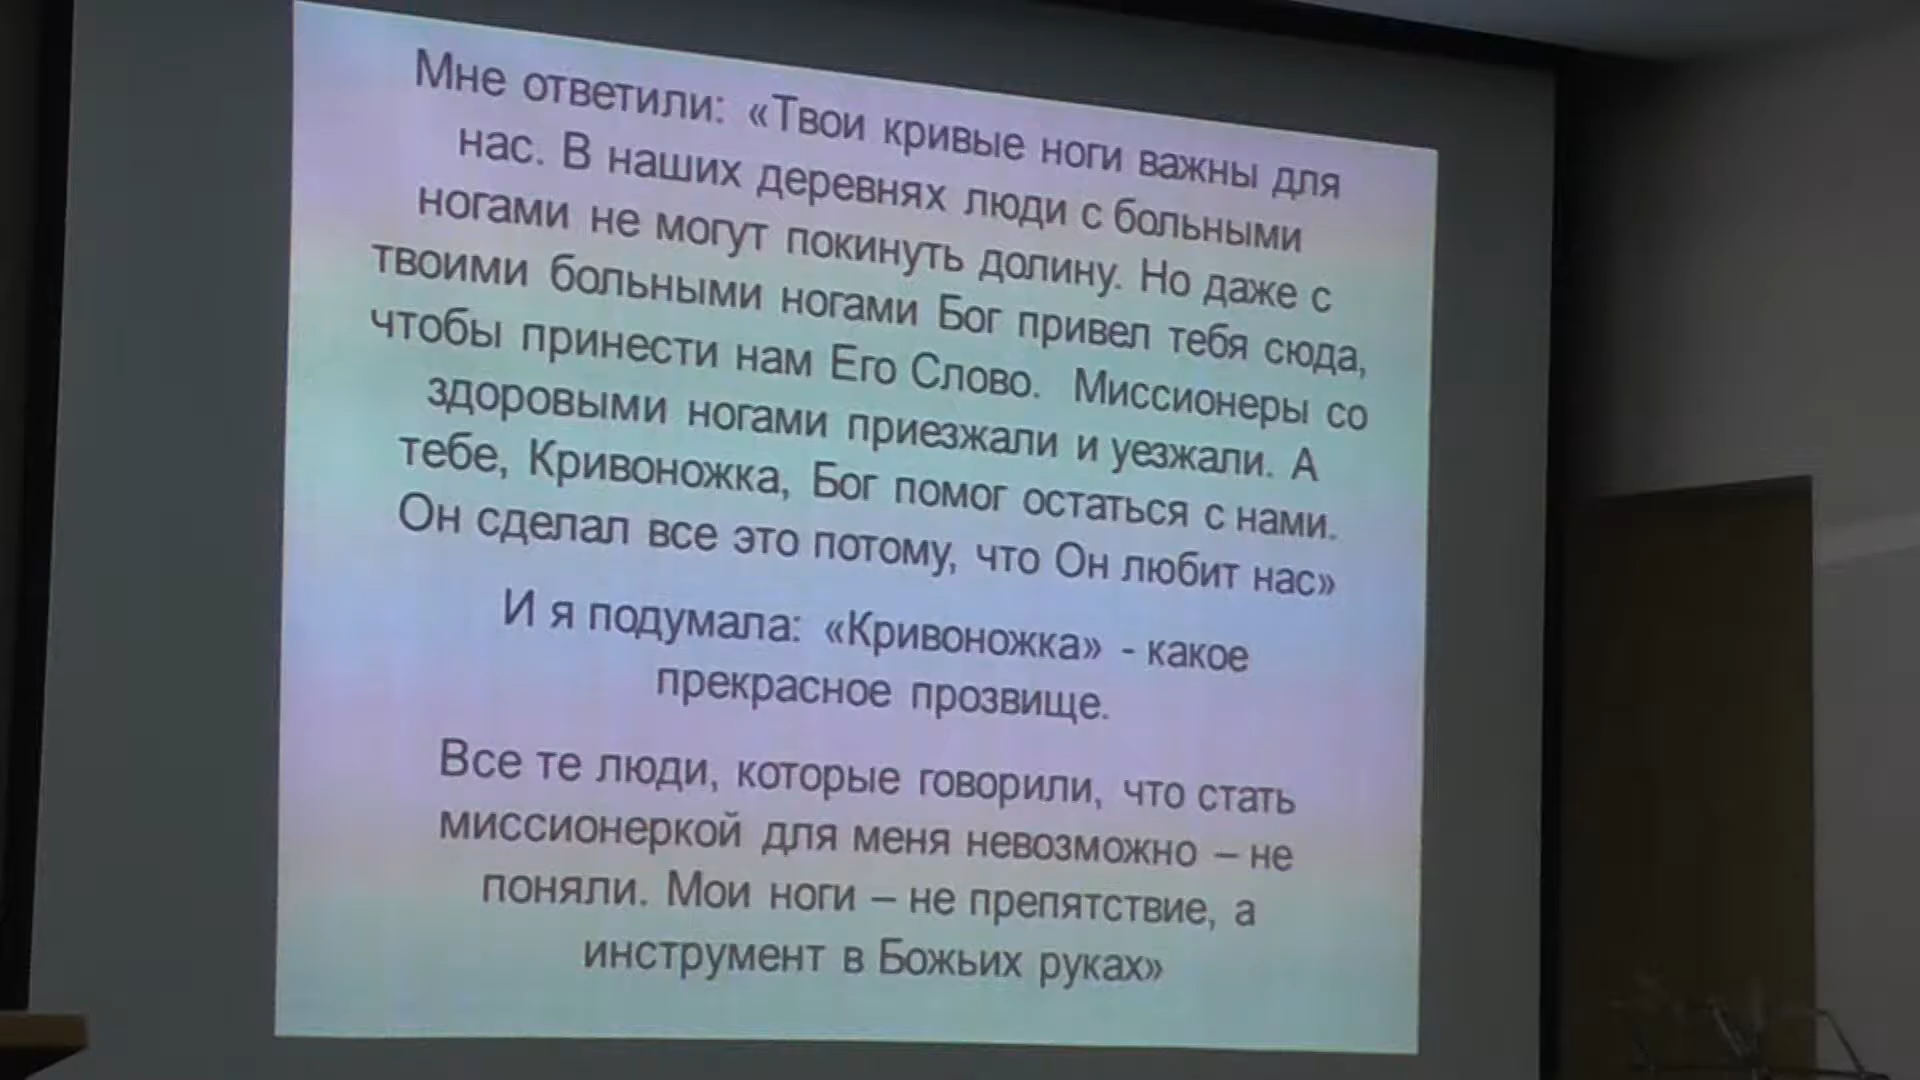 Мне ответили: «Твои кривые ноги важны для
нас. В наших деревнях люди с больными
ногами не могут покинуть долину. Но даже с
твоими больными ногами Бог привел тебя сюда,
чтобы принести нам Его Слово. Миссионеры со
здоровыми ногами приезжали и уезжали. А
тебе, Кривоножка, Бог помог остаться с нами.
Он сделал все это потому, что Он любит нас»
И я подумала: «Кривоножка» - какое
прекрасное прозвище.
Все те люди, которые говорили, что стать
миссионеркой для меня невозможно – не
поняли. Мои ноги – не препятствие, а
инструмент в Божьих руках»